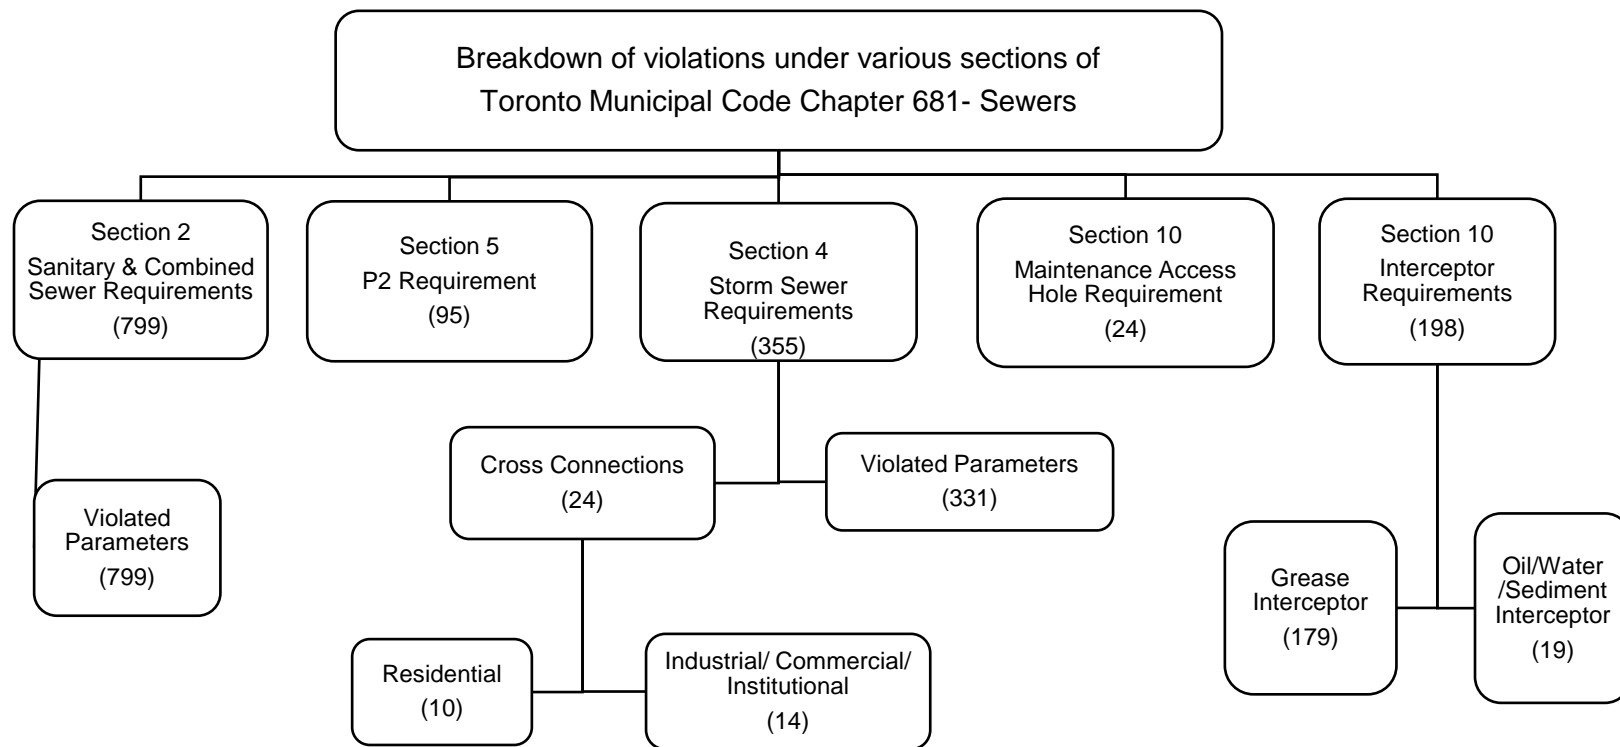 Breakdown of violations under various sections of
Toronto Municipal Code Chapter 681- Sewers
Section 2
Sanitary & Combined
Sewer Requirements
(799)
Section 5
P2 Requirement
(95)
Section 4
Storm Sewer
Requirements
(355)
Section 10
Maintenance Access
Hole Requirement
(24)
Section 10
Interceptor
Requirements
(198)
Violated
Parameters
(799)
Cross Connections
(24)
Violated Parameters
(331)
Residential
(10)
Industrial/ Commercial/
Institutional
(14)
Grease
Interceptor
(179)
Oil/Water
/Sediment
Interceptor
(19)